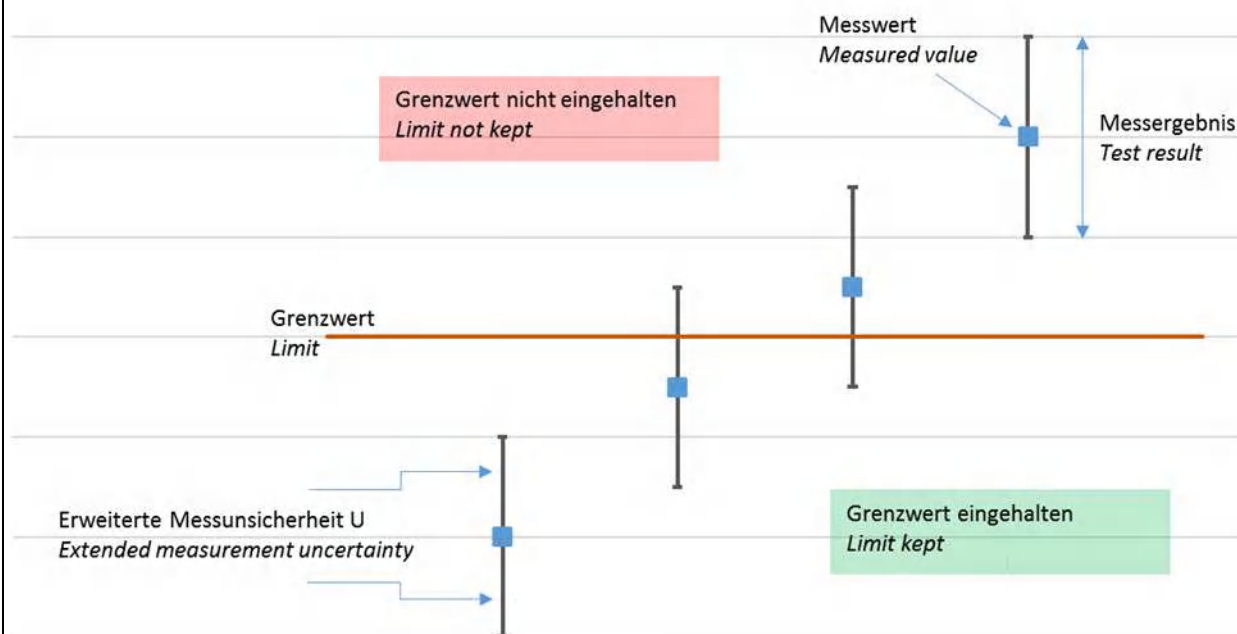 Messwert
Measured value
Grenzwert nicht eingehalten
Limit not kept
Messergebnis
Test result
Grenzwert
Limit
Erweiterte Messunsicherheit U
Extended measurement uncertainty
Grenzwert eingehalten
Limit kept